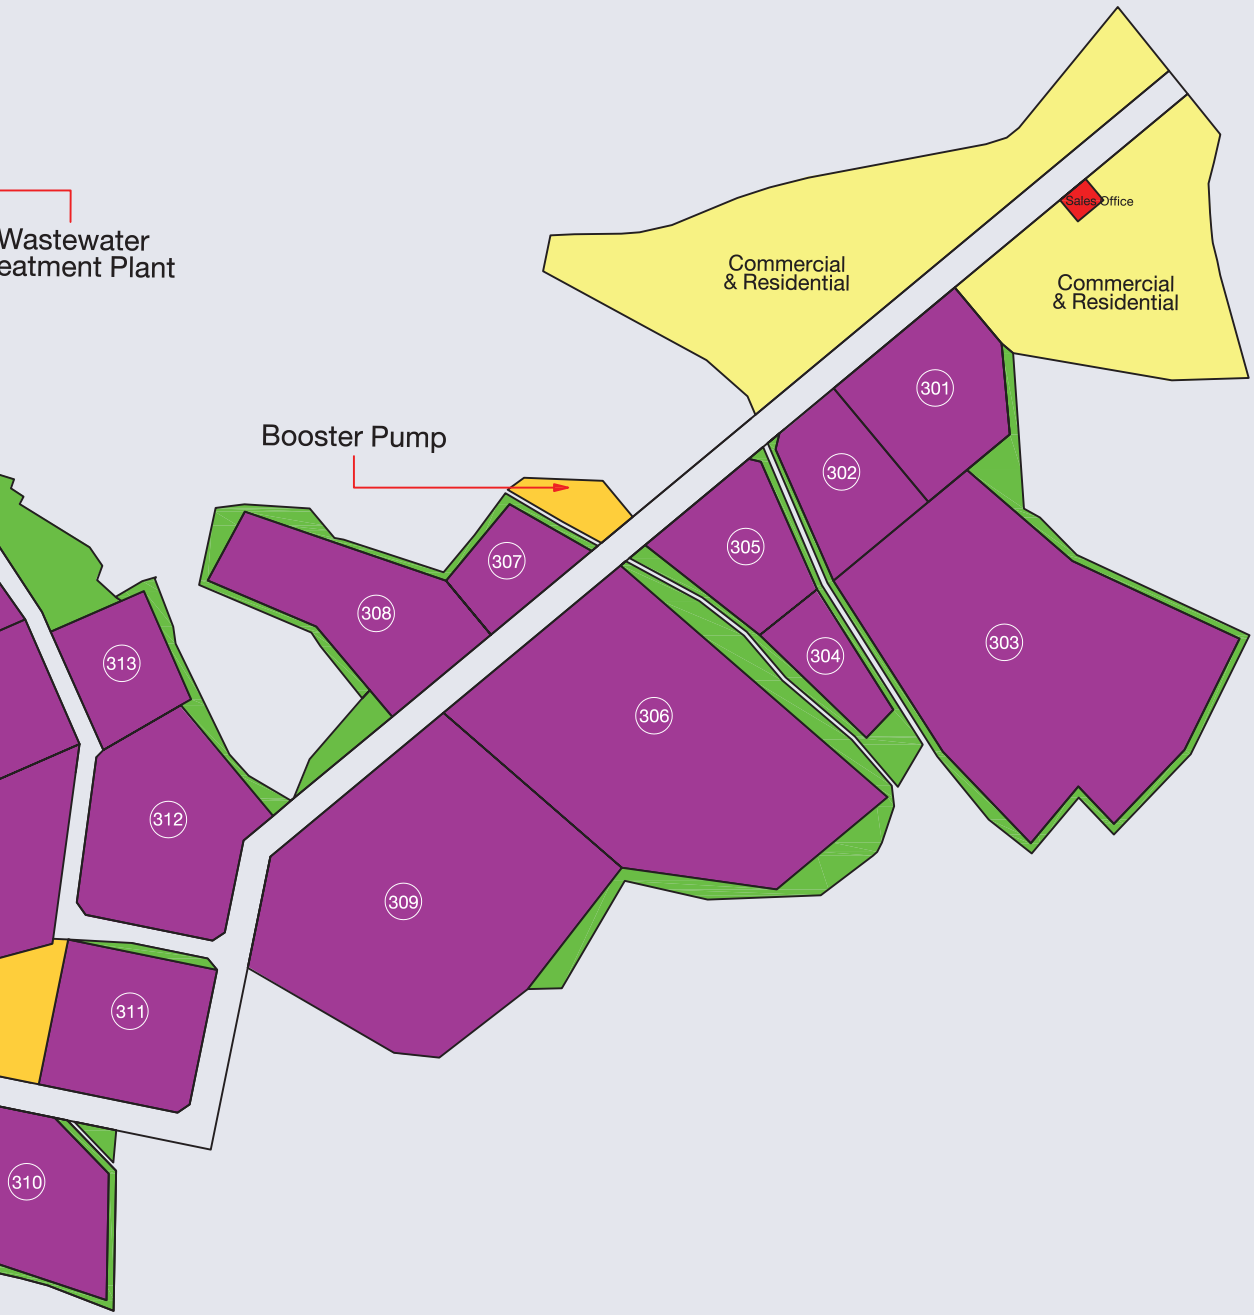 Sales Office
Wastewater
eatment Plant
Commercial
& Residential
Commercial
& Residential
301
Booster Pump
302
305
307
308
303
304
313
306
312
309
311
310